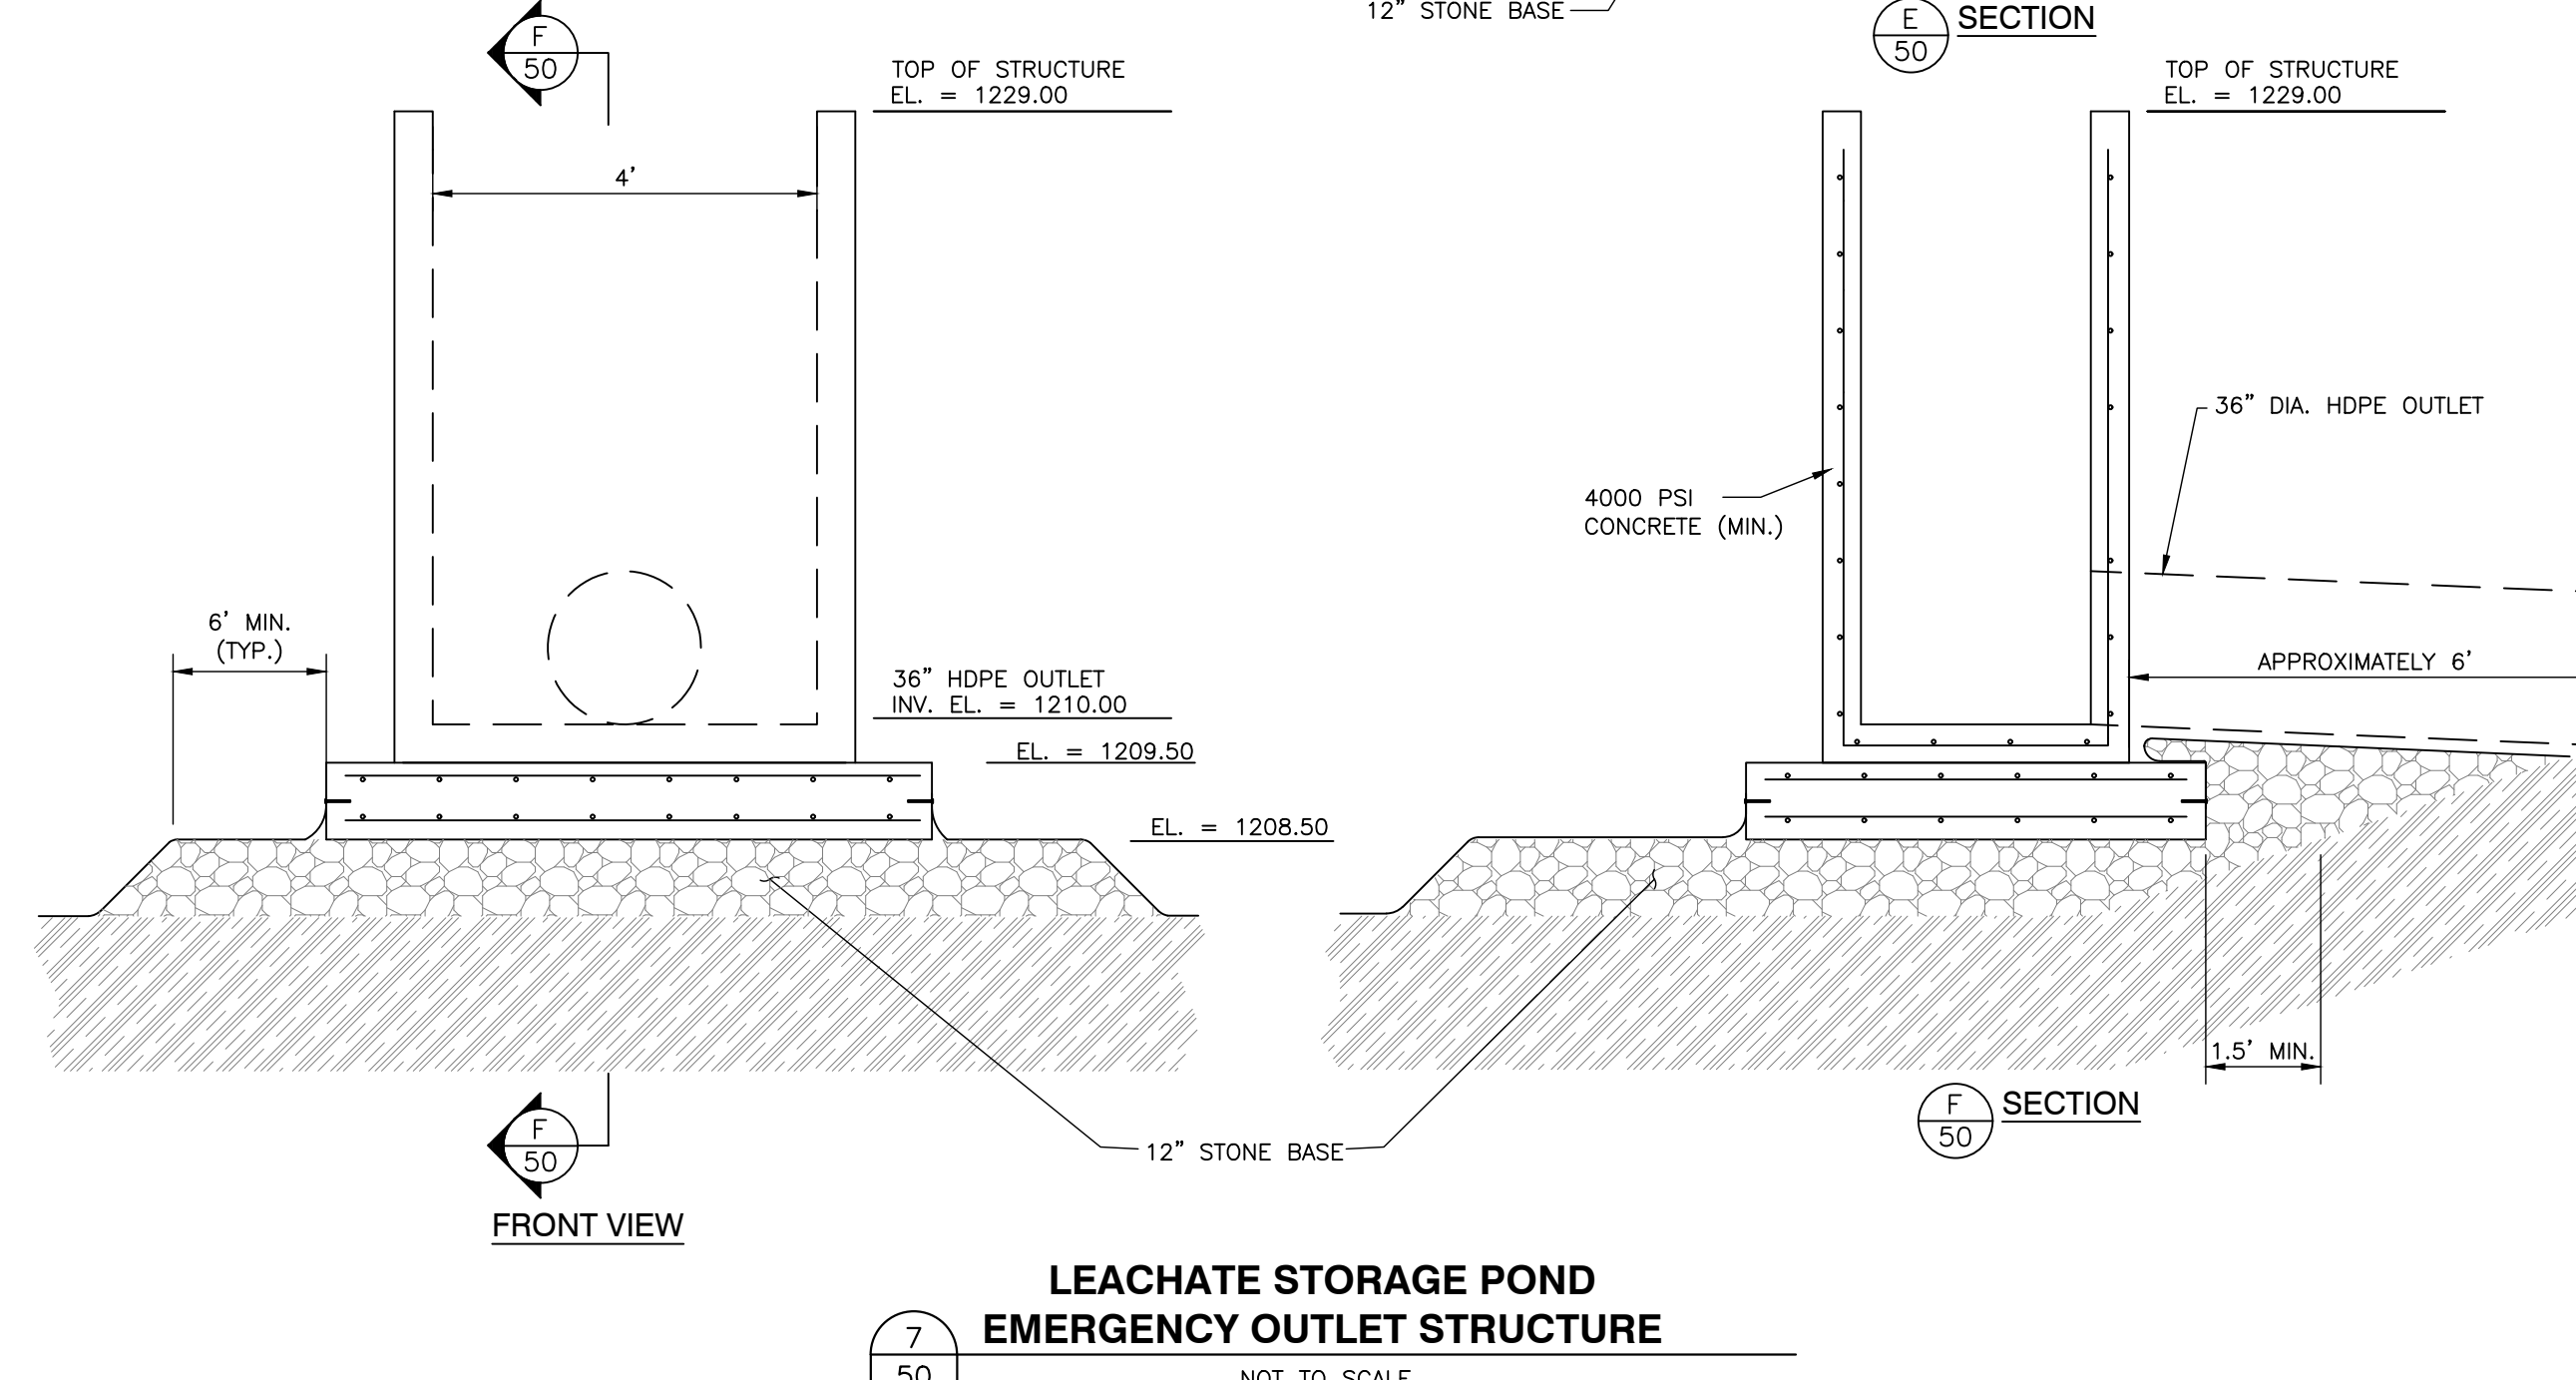 12” STONE BASE
E
50
SECTION
F
50
TOP OF STRUCTURE
EL. = 1229.00
TOP OF STRUCTURE
EL. = 1229.00
4’
36” DIA. HDPE OUTLET
4000 PSI
CONCRETE (MIN.)
6’ MIN.
(TYP.)
36” HDPE OUTLET
INV. EL. = 1210.00
APPROXIMATELY 6’
EL. = 1209.50
EL. = 1208.50
1.5’ MIN.
F
50
SECTION
F
50
12” STONE BASE
FRONT VIEW
LEACHATE STORAGE POND
EMERGENCY OUTLET STRUCTURE
7
50
NOT TO SCALE